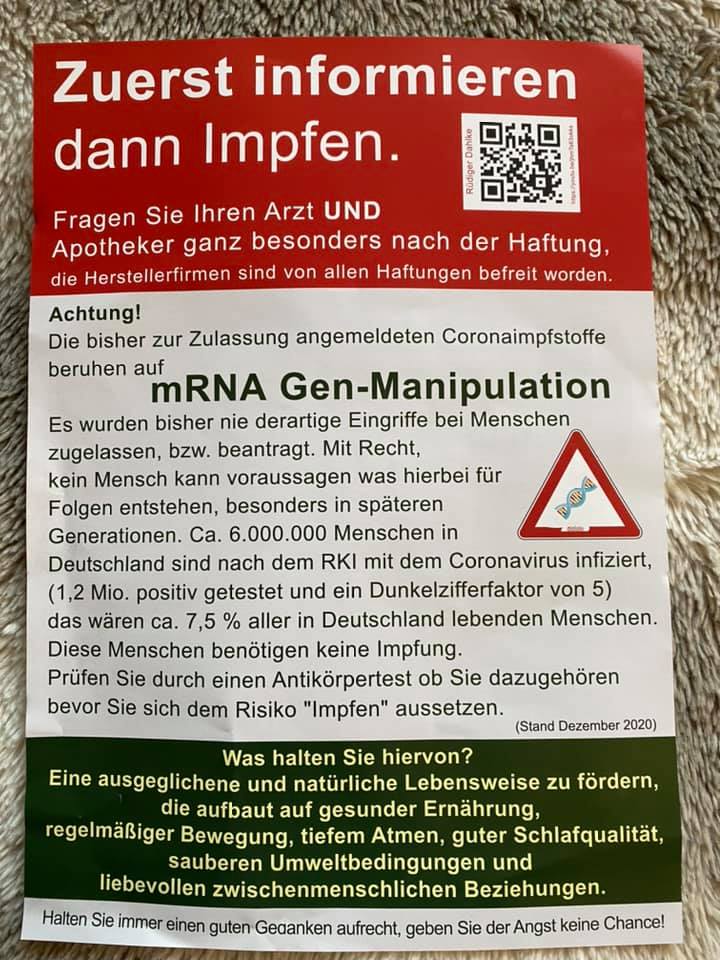 Zuerst informieren
dann Impfen.
Rüdiger Dahlke
Fragen Sie Ihren Arzt UND
Apotheker ganz besonders nach der Haftung,
die Herstellerfirmen sind von allen Haftungen befreit worden.
Achtung!
Die bisher zur Zulassung angemeldeten Coronaimpfstoffe
beruhen auf
mRNA Gen-Manipulation
Es wurden bisher nie derartige Eingriffe bei Menschen
zugelassen, bzw. beantragt. Mit Recht,
kein Mensch kann voraussagen was hierbei für
Folgen entstehen, besonders in späteren
Generationen. Ca. 6.000.000 Menschen in
Deutschland sind nach dem RKI mit dem Coronavirus infiziert,
(1,2 Mio. positiv getestet und ein Dunkelzifferfaktor von 5)
das wären ca. 7,5 % aller in Deutschland lebenden Menschen.
Diese Menschen benötigen keine Impfung.
Prüfen Sie durch einen Antikörpertest ob Sie dazugehören
bevor Sie sich dem Risiko "Impfen" aussetzen.
(Stand Dezember 2020)
Was halten Sie hiervon?
Eine ausgeglichene und natürliche Lebensweise zu fördern,
die aufbaut auf gesunder Ernährung,
regelmäßiger Bewegung, tiefem Atmen, guter Schlafqualität,
sauberen Umweltbedingungen und
liebevollen zwischenmenschlichen Beziehungen.
Halten Sie immer einen guten Gedanken aufrecht, geben Sie der Angst keine Chance!